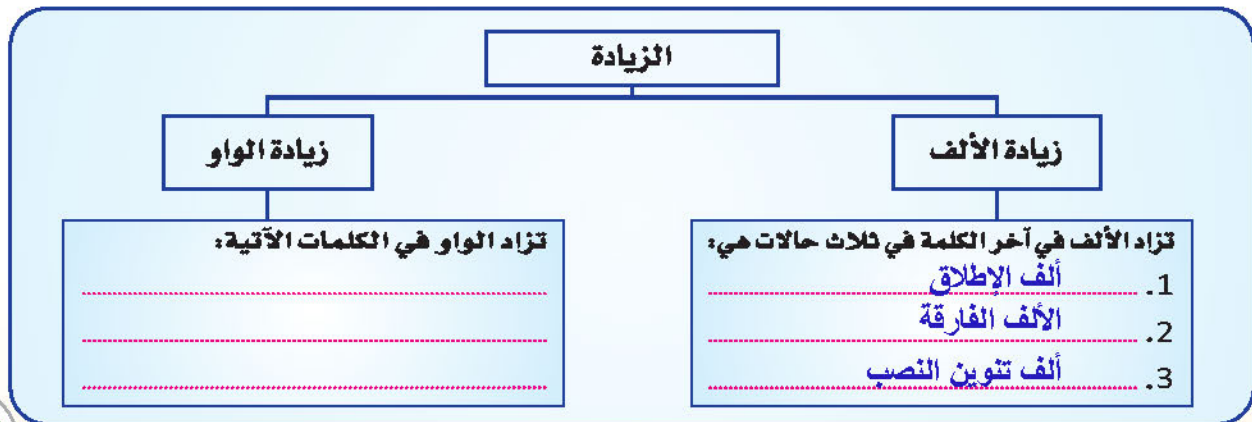 الزيادة
زيادة الألف
زيادة الواو
تزاد الألف في آخر الكلمة في ثلاث حالات هي:
1. ألف الإطلاق
2. الألف الفارقة
3. ألف تنوين النصب
تزاد الواو في الكلمات الآتية: